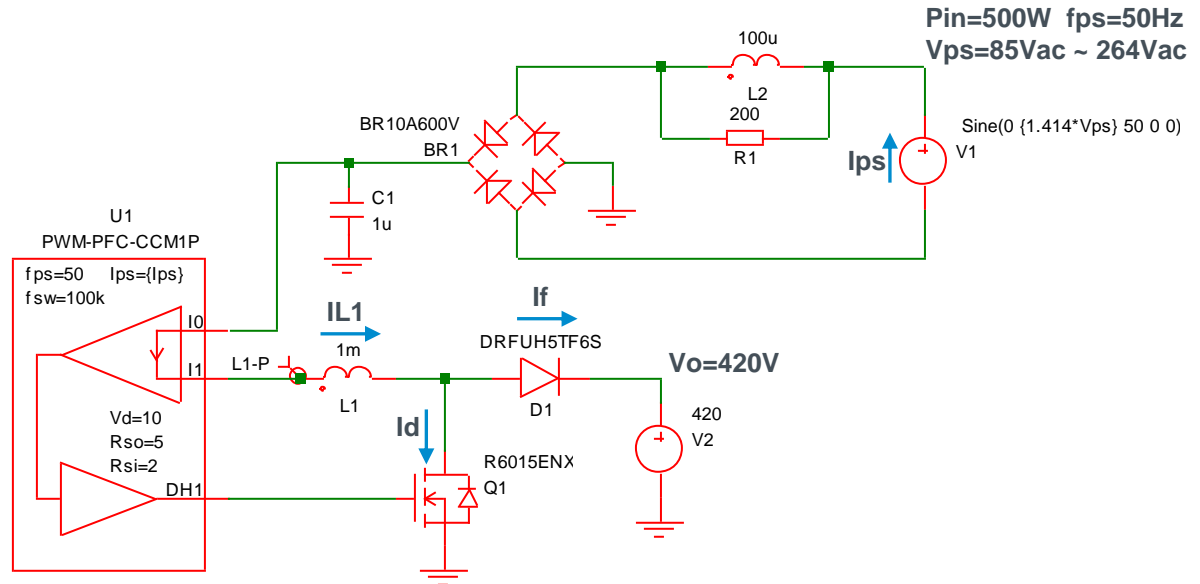 Pin=500W fps=50Hz
Vps=85Vac ~ 264Vac
100u
L2
200
R1
BR10A600V
BR1
Sine(0 {1.414*Vps} 50 0 0)
V1
Ips
C1
1u
U1
PWM-PFC-CCM1P
fps=50 Ips={Ips}
fsw=100k
I0
I1
Vd=10
Rso=5
Rsi=2
DH1
L1-P
IL1
1m
L1
If
DRFUH5TF6S
D1
Vo=420V
420
V2
Id
R6015ENX
Q1